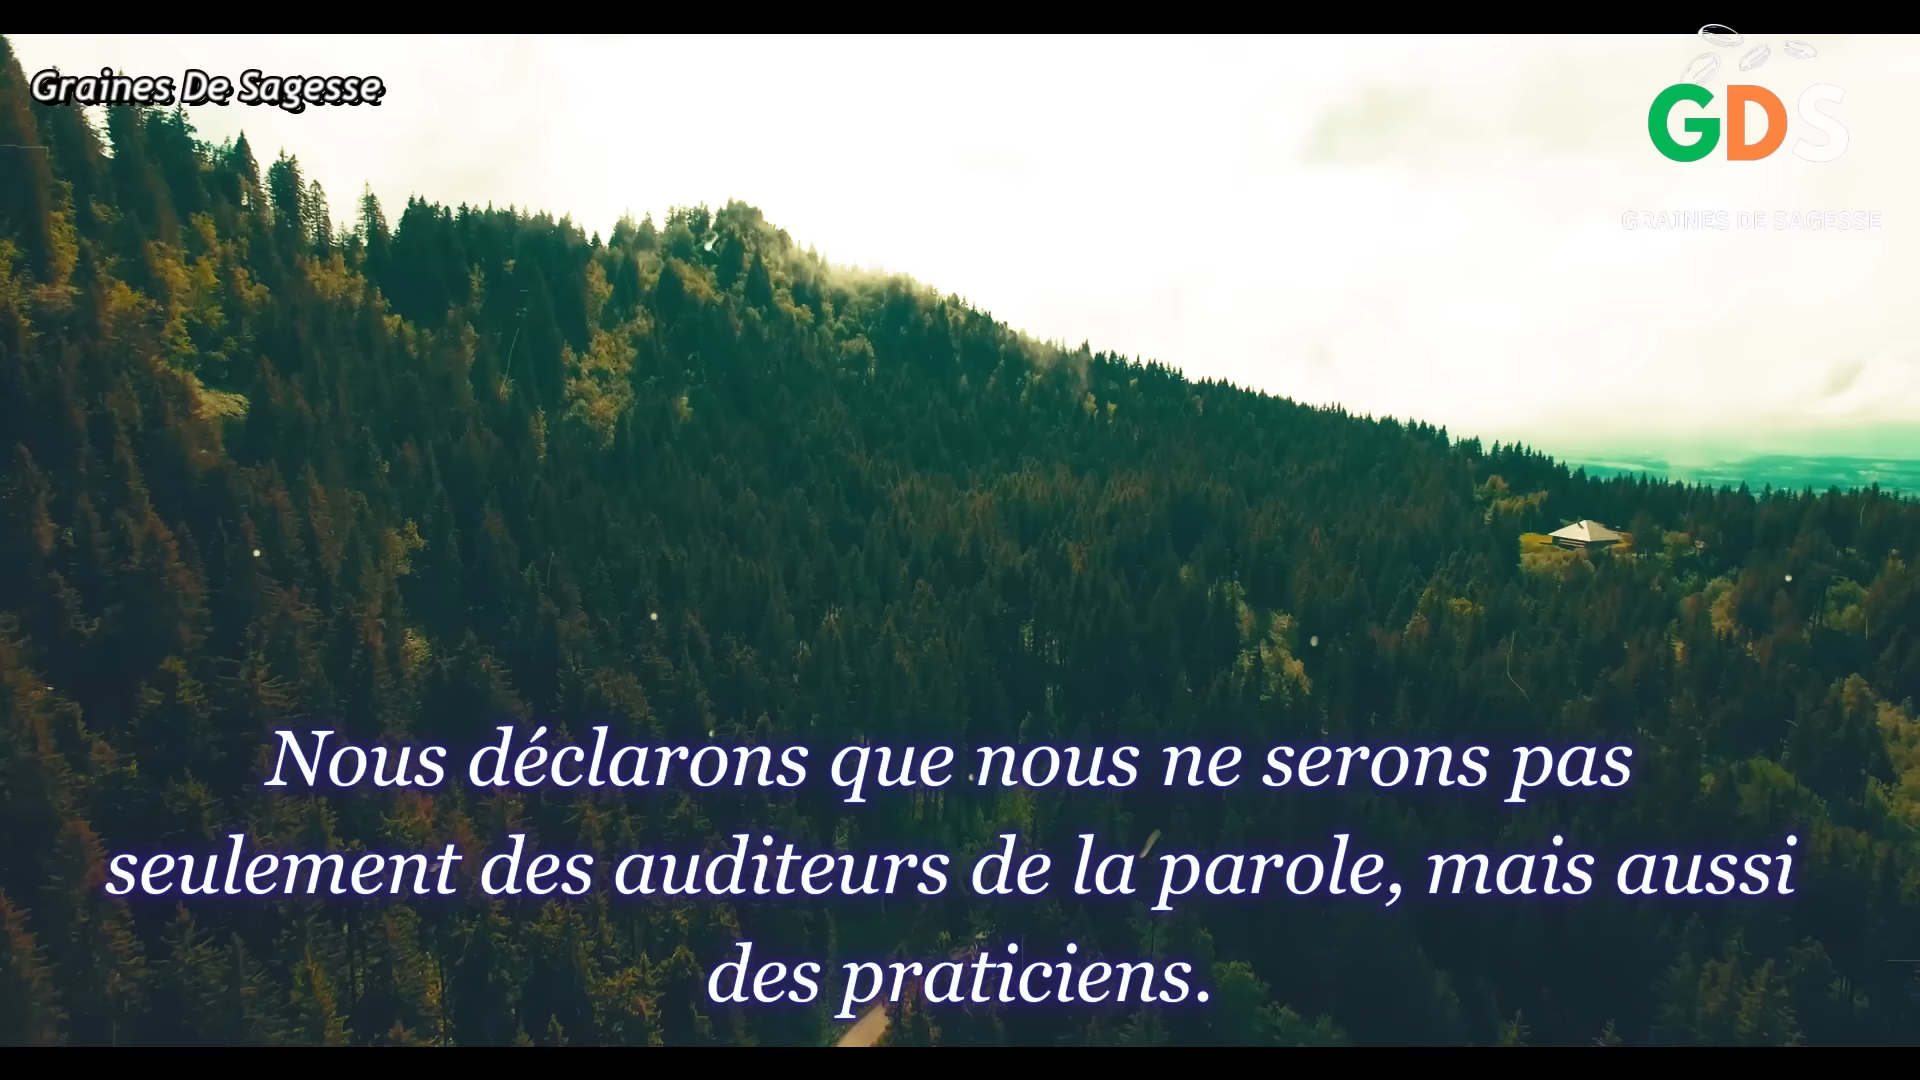 Graines De Sagesse
GDS
GRAINES DE SAGESSE
Nous déclarons que nous ne serons pas
seulement des auditeurs de la parole, mais aussi
des praticiens.